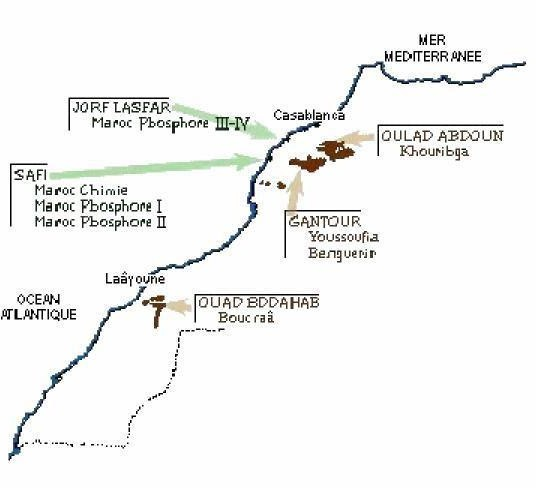 MER
MEDITERRANEE
JORF LASFAR
Maroc Phosphore III-IV
Casablanca
OULAD ABDOUN
Khouribga
SAFI
Maroc Chimie
Maroc Phosphore I
Maroc Phosphore II
GANTOUR
Youssoufia
Benguerir
Laâyoune
OCEAN
ATLANTIQUE
OUAD EDDAHAB
Boucraâ